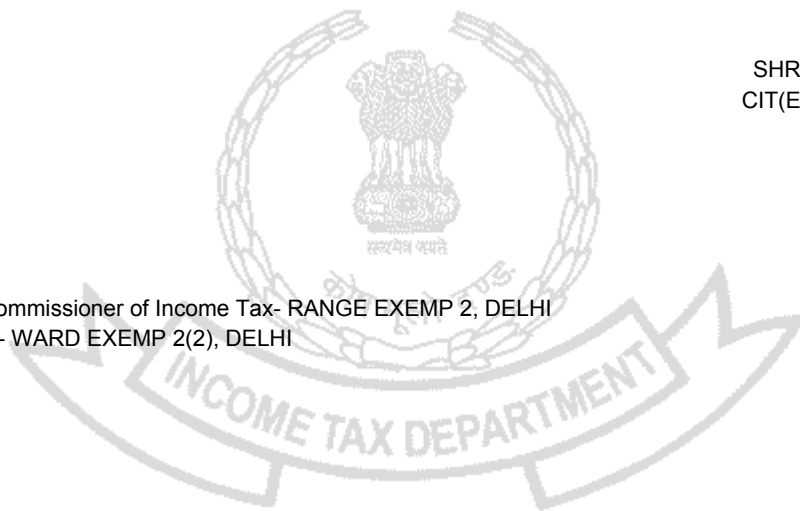 SHR
CIT(E
सत्यमेव जयते
ommissioner of Income Tax- RANGE EXEMP 2, DELHI
- WARD EXEMP 2(2), DELHI
INCOME TAX DEPARTMENT